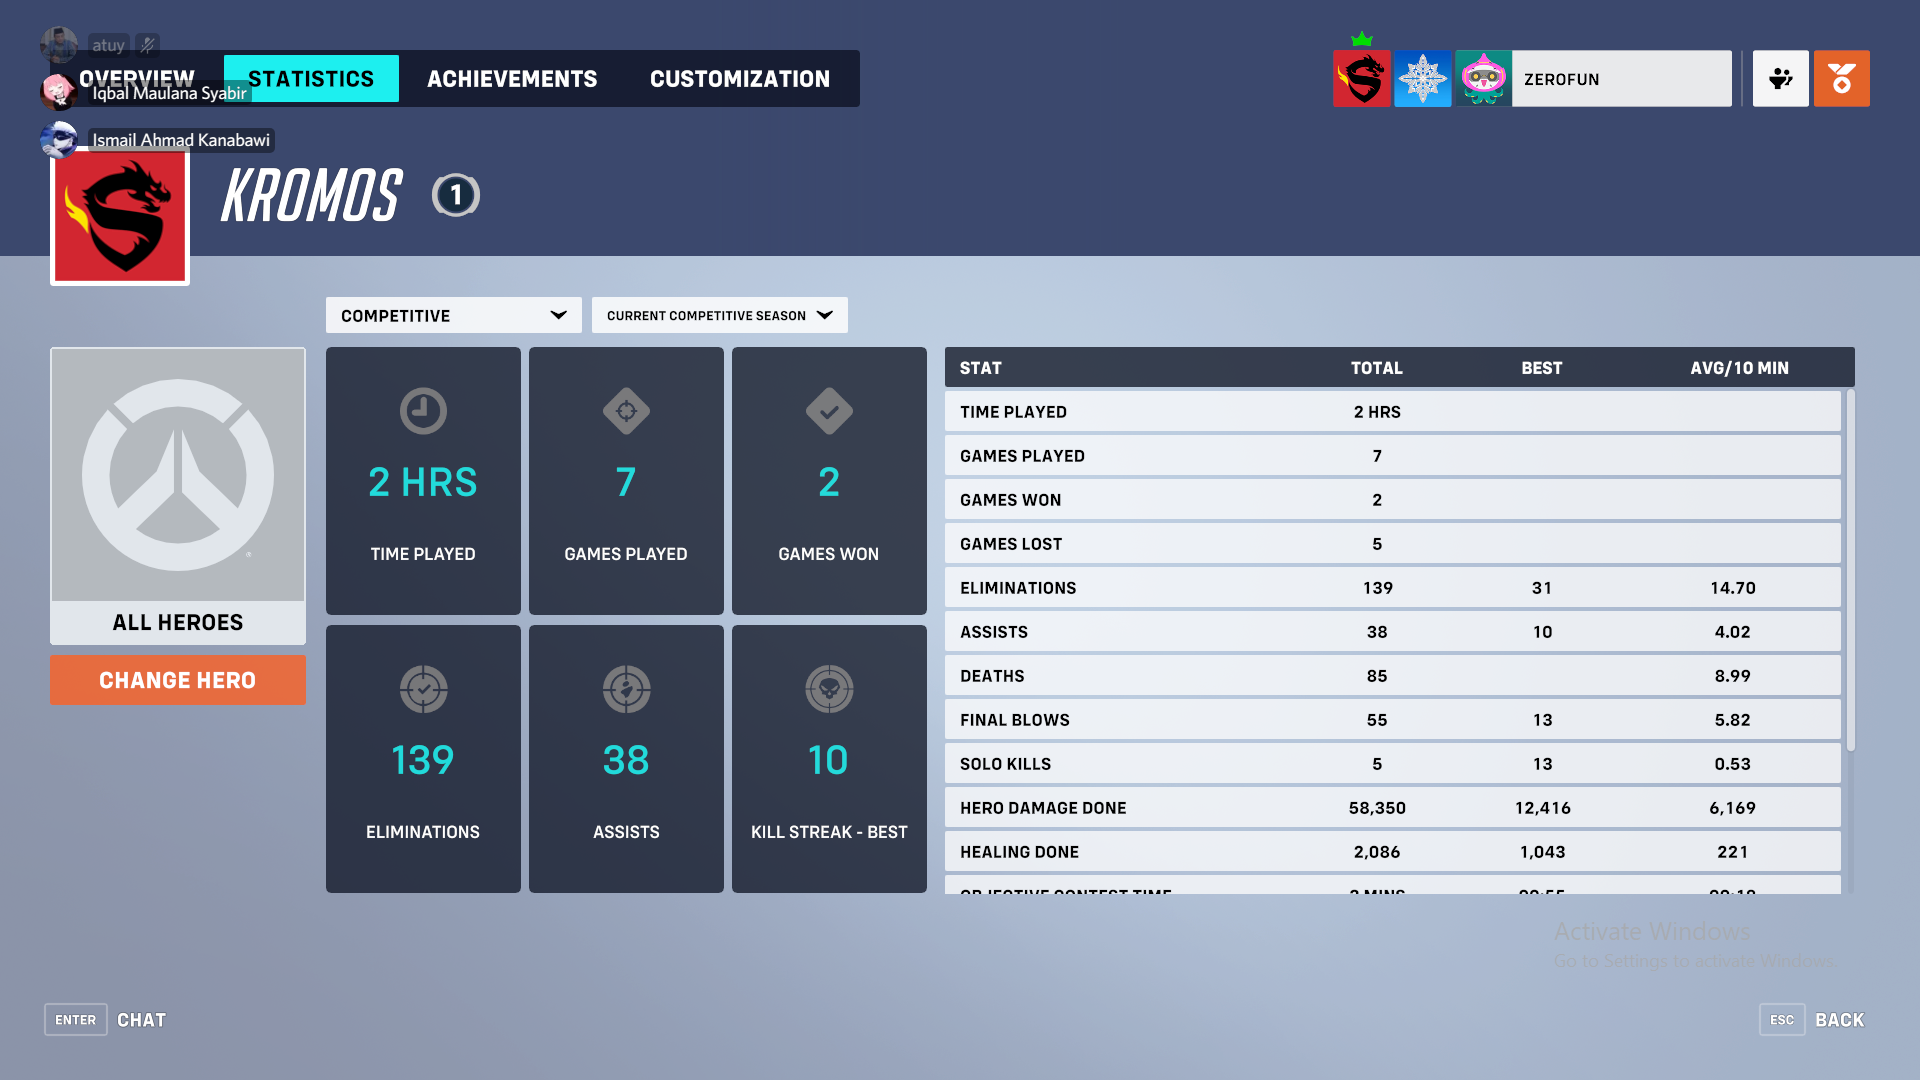 atuy
OVERVIEW STATISTICS ACHIEVEMENTS CUSTOMIZATION
ZEROFUN
Iqbal Maulana Syabir
Ismail Ahmad Kanabawi
KROMOS 1
COMPETITIVE CURRENT COMPETITIVE SEASON
ALL HEROES
CHANGE HERO
2 HRS
TIME PLAYED
7
GAMES PLAYED
2
GAMES WON
139
ELIMINATIONS
38
ASSISTS
10
KILL STREAK - BEST
STAT TOTAL BEST AVG/10 MIN
TIME PLAYED 2 HRS
GAMES PLAYED 7
GAMES WON 2
GAMES LOST 5
ELIMINATIONS 139 31 14.70
ASSISTS 38 10 4.02
DEATHS 85 8.99
FINAL BLOWS 55 13 5.82
SOLO KILLS 5 13 0.53
HERO DAMAGE DONE 58,350 12,416 6,169
HEALING DONE 2,086 1,043 221
OBJECTIVE CONTEST TIME
Activate Windows
Go to Settings to activate Windows.
ENTER CHAT
ESC BACK